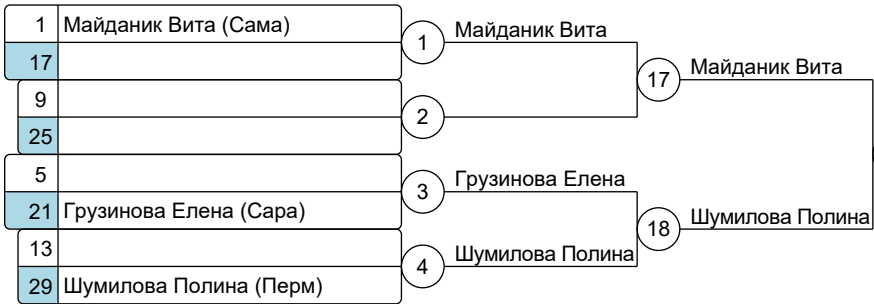 1 Майданик Вита (Сама)
17
1 Майданик Вита
9
25
2
17 Майданик Вита
5
21 Грузинова Елена (Сара)
3 Грузинова Елена
13
29 Шумилова Полина (Перм)
4 Шумилова Полина
18 Шумилова Полина